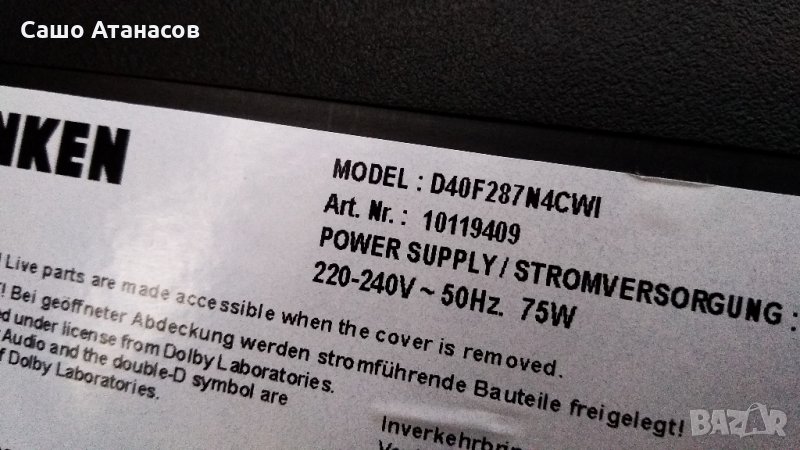 Сашо Атанасов
NKEN
MODEL : D40F287N4CWI
Art. Nr. : 10119409
POWER SUPPLY / STROMVERSORGUNG :
220-240V ~ 50Hz. 75W
Live parts are made accessible when the cover is removed.
! Bei geöffneter Abdeckung werden stromführende Bauteile freigelegt!
under license from Dolby Laboratories.
Audio and the double-D symbol are
Dolby Laboratories.
Inverkehrbrin
BAZAR